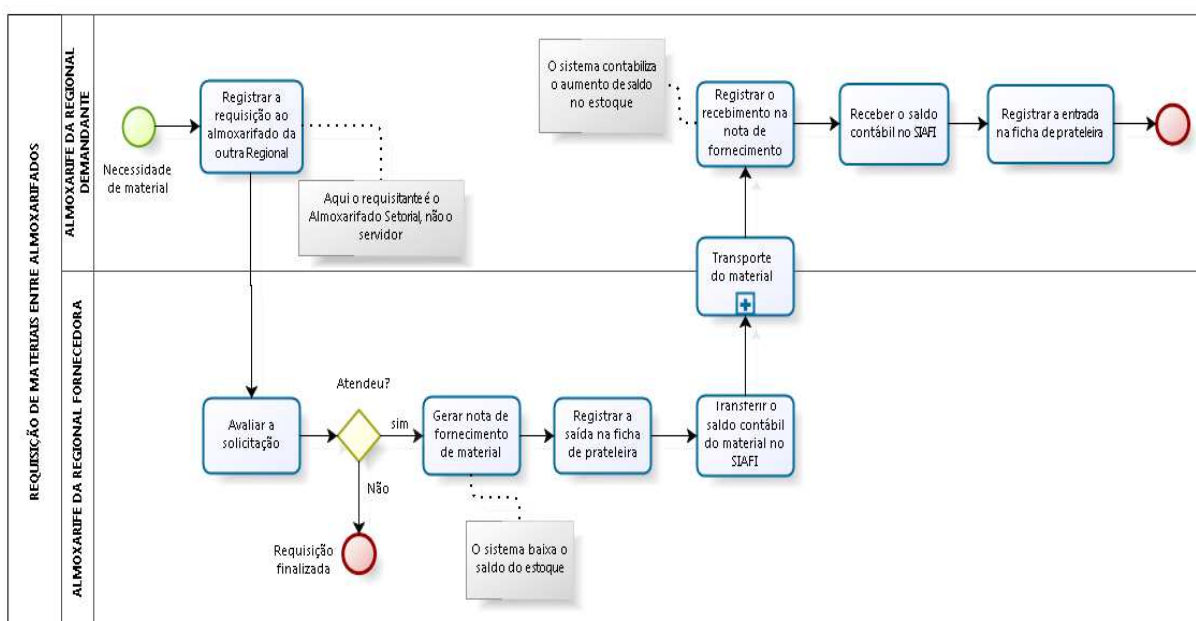 REQUISIÇÃO DE MATERIAIS ENTRE ALMOXARIFADOS
ALMOXARIFE DA REGIONAL
DEMANDANTE
Necessidade
de material
Registrar a
requisição ao
almoxarifado da
outra Regional
Aqui o requisitante é o
Almoxarifado Setorial, não o
servidor
O sistema contabiliza
o aumento de saldo
no estoque
Registrar o
recebimento na
nota de
fornecimento
Receber o saldo
contábil no SIAFI
Registrar a entrada
na ficha de prateleira
Transporte
do material
ALMOXARIFE DA REGIONAL FORNECEDORA
Avaliar a
solicitação
Atendeu?
sim
Não
Requisição
finalizada
Gerar nota de
fornecimento
de material
O sistema baixa o
saldo do estoque
Registrar a
saída na ficha
de prateleira
Transferir o
saldo contábil
do material no
SIAFI